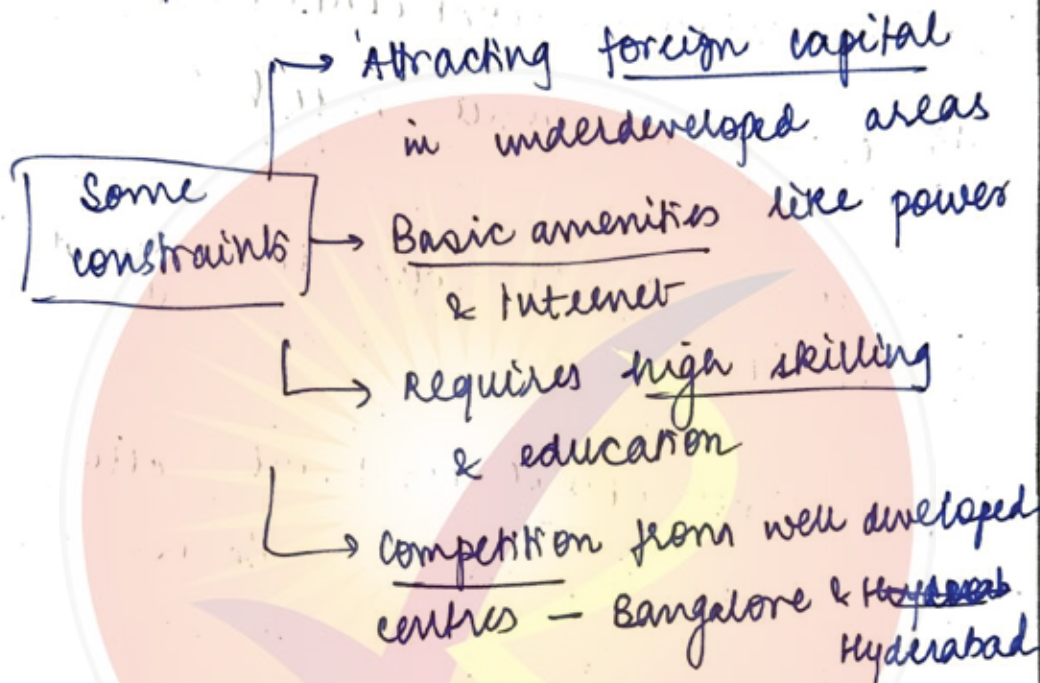 Attracting foreign capital
in underdeveloped areas
Some
constraints
Basic amenities like power
& Internet
requires high skilling
& education
competition from well developed
centres – Bangalore &
Hyderabad